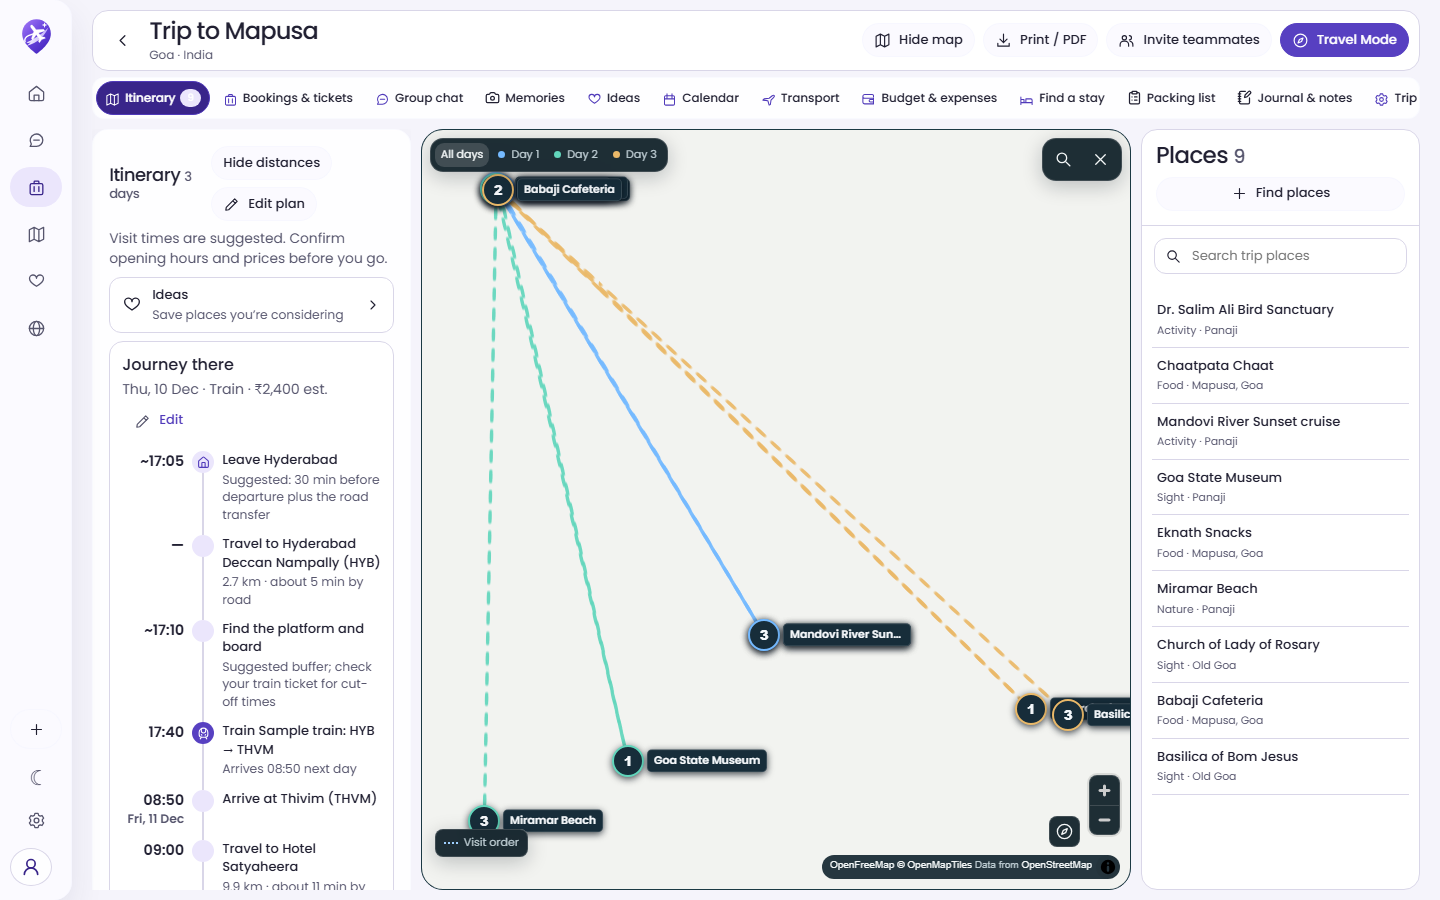 Trip to Mapusa
Goa · India
Hide map
Print / PDF
Invite teammates
Travel Mode
Itinerary 9
Bookings & tickets
Group chat
Memories
Ideas
Calendar
Transport
Budget & expenses
Find a stay
Packing list
Journal & notes
Trip
Itinerary 3
days
Hide distances
Edit plan
Visit times are suggested. Confirm
opening hours and prices before you go.
Ideas
Save places you're considering
Journey there
Thu, 10 Dec · Train · ₹2,400 est.
Edit
~17:05
Leave Hyderabad
Suggested: 30 min before
departure plus the road
transfer
—
Travel to Hyderabad
Deccan Nampally (HYB)
2.7 km · about 5 min by
road
~17:10
Find the platform and
board
Suggested buffer; check
your train ticket for cut-
off times
17:40
Train Sample train: HYB
→ THVM
Arrives 08:50 next day
08:50
Fri, 11 Dec
Arrive at Thivim (THVM)
09:00
Travel to Hotel
Satyaheera
9.9 km · about 11 min by
All days
Day 1
Day 2
Day 3
2
Babaji Cafeteria
3
Mandovi River Sun...
1
3
Basilic
1
Goa State Museum
3
Miramar Beach
Visit order
+
−
OpenFreeMap © OpenMapTiles Data from OpenStreetMap
Places 9
Find places
Search trip places
Dr. Salim Ali Bird Sanctuary
Activity · Panaji
Chaatpata Chaat
Food · Mapusa, Goa
Mandovi River Sunset cruise
Activity · Panaji
Goa State Museum
Sight · Panaji
Eknath Snacks
Food · Mapusa, Goa
Miramar Beach
Nature · Panaji
Church of Lady of Rosary
Sight · Old Goa
Babaji Cafeteria
Food · Mapusa, Goa
Basilica of Bom Jesus
Sight · Old Goa